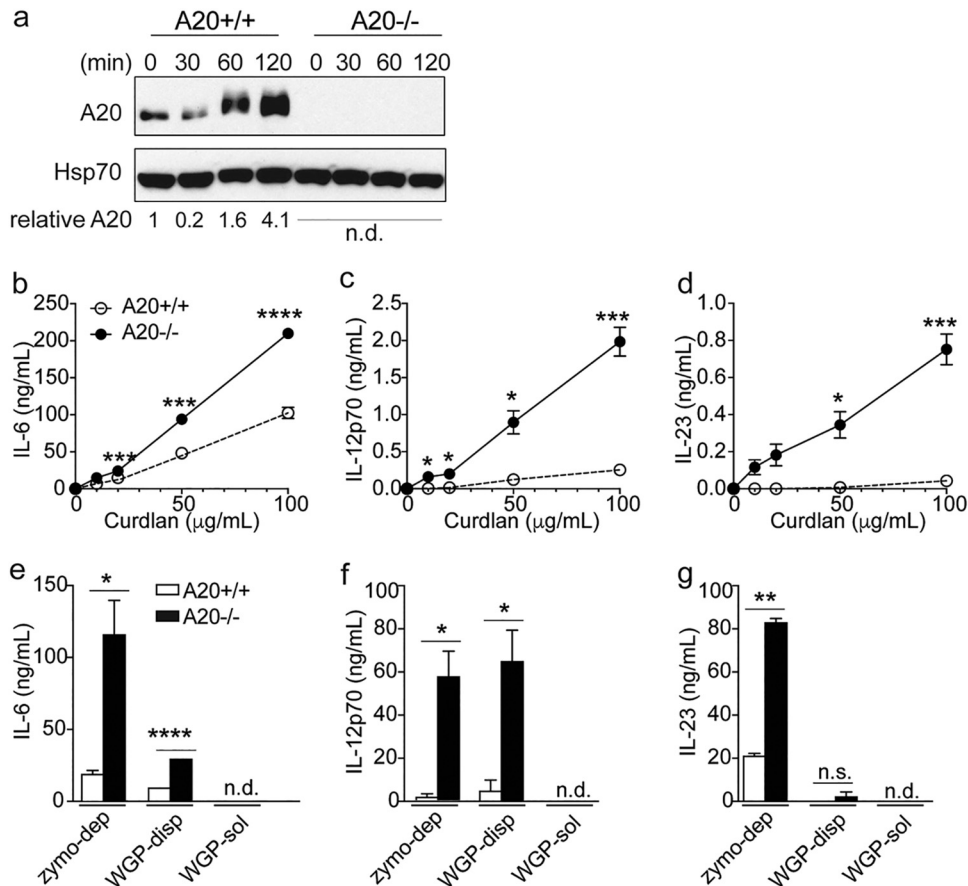 a
A20+/+ A20-/-
(min) 0 30 60 120 0 30 60 120
A20
Hsp70
relative A20 1 0.2 1.6 4.1 n.d.
b
IL-6 (ng/mL)
250
200
150
100
50
0
A20+/+
A20-/-
***
***
****
0 50 100
Curdlan (μg/mL)
c
IL-12p70 (ng/mL)
2.5
2.0
1.5
1.0
0.5
0.0
*
*
*
***
0 50 100
Curdlan (μg/mL)
d
IL-23 (ng/mL)
1.0
0.8
0.6
0.4
0.2
0.0
*
***
0 50 100
Curdlan (μg/mL)
e
IL-6 (ng/mL)
150
100
50
0
A20+/+
A20-/-
*
****
n.d.
zymo-dep
WGP-disp
WGP-sol
f
IL-12p70 (ng/mL)
100
80
60
40
20
0
*
*
n.d.
zymo-dep
WGP-disp
WGP-sol
g
IL-23 (ng/mL)
100
80
60
40
20
0
**
n.s.
n.d.
zymo-dep
WGP-disp
WGP-sol